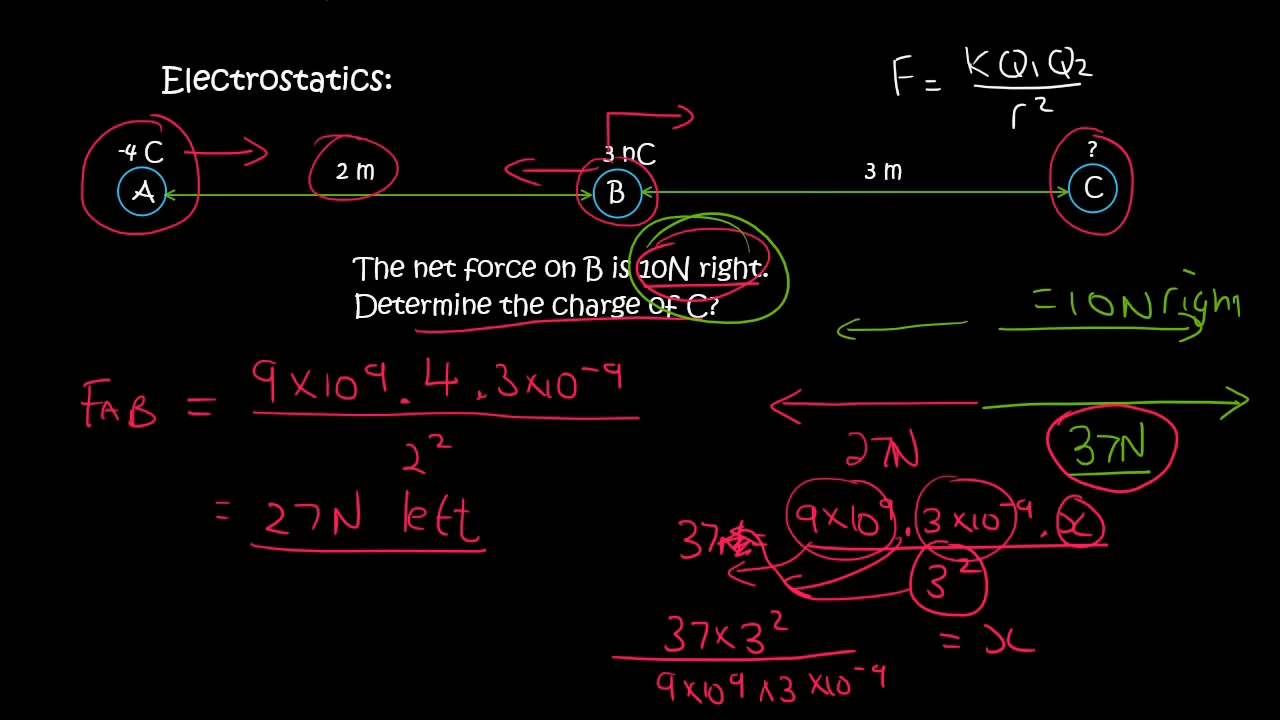 Electrostatics:
F = KQ₁Q₂ / r²
-4 C
2 m
3 nC
3 m
?
A
B
C
The net force on B is 10N right.
Determine the charge of C?
= 10N right
F_AB = 9×10⁹ . 4 . 3×10⁻⁹ / 2²
= 27N left
27N
37N
37 = 9×10⁹ . 3×10⁻⁹ . x / 3²
37×3² / 9×10⁹ × 3×10⁻⁹ = x